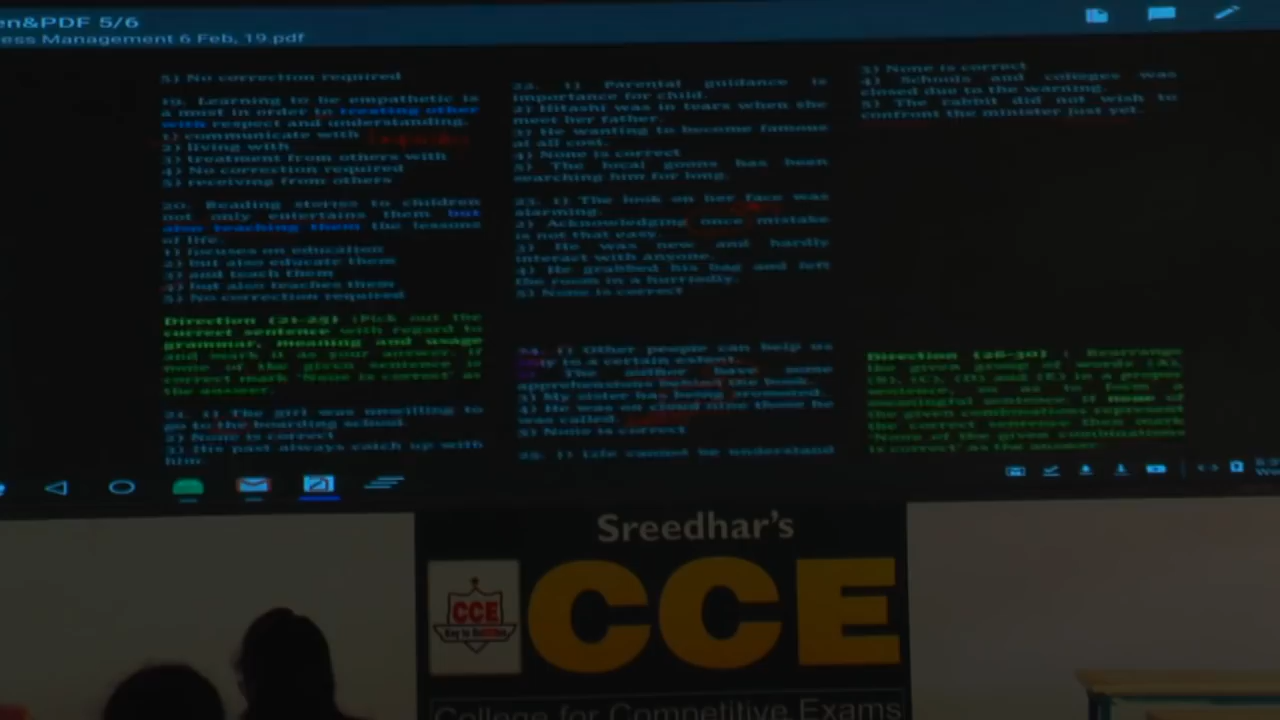 en&PDF 5/6
ess Management 6 Feb, 19.pdf
5) No correction required
19. Learning to be empathetic is
a must in order to treating other
with respect and understanding.
1) communicate with
2) living with
3) treatment from others with
4) No correction required
5) receiving from others
20. Reading stories to children
not only entertains them but
also teaching them the lessons
of life.
1) focuses on education
2) but also educate them
3) and teach them
4) but also teaches them
5) No correction required
Direction (21-25) (Pick out the
correct sentence with regard to
grammar, meaning and usage
and mark it as your answer, if
none of the given sentence is
correct mark 'None is correct' as
the answer.
21. 1) The girl was unwilling to
go to the boarding school.
2) None is correct
3) His past always catch up with
him.
22. 1) Parental guidance is
importance for child.
2) Hitashi was in tears when she
meet her father.
3) He wanting to become famous
at all cost.
4) None is correct
5) The local goons has been
searching him for long.
23. 1) The look on her face was
alarming.
2) Acknowledging once mistake
is not that easy.
3) He was new and hardly
interact with anyone.
4) He grabbed his bag and left
the room in a hurriedly.
5) None is correct
24. 1) Other people can help us
to a certain extent.
The author have some
apprehensions behind the book.
3) My sister has being promoted.
4) He was on cloud nine them he
was called.
5) None is correct
25. 1) Life cannot be understand
3) None is correct
4) Schools and colleges was
closed due to the warning.
5) The rabbit did not wish to
confront the minister just yet.
Direction (26-30) : Rearrange
the given group of words (A),
(B), (C), (D) and (E) in a proper
sentence, so as to form a
meaningful sentence, if none of
the given combinations represent
the correct sentence then mark
'None of the given combinations
is correct' as the answer.
Sreedhar's
CCE
CCE
College for Competitive Exams